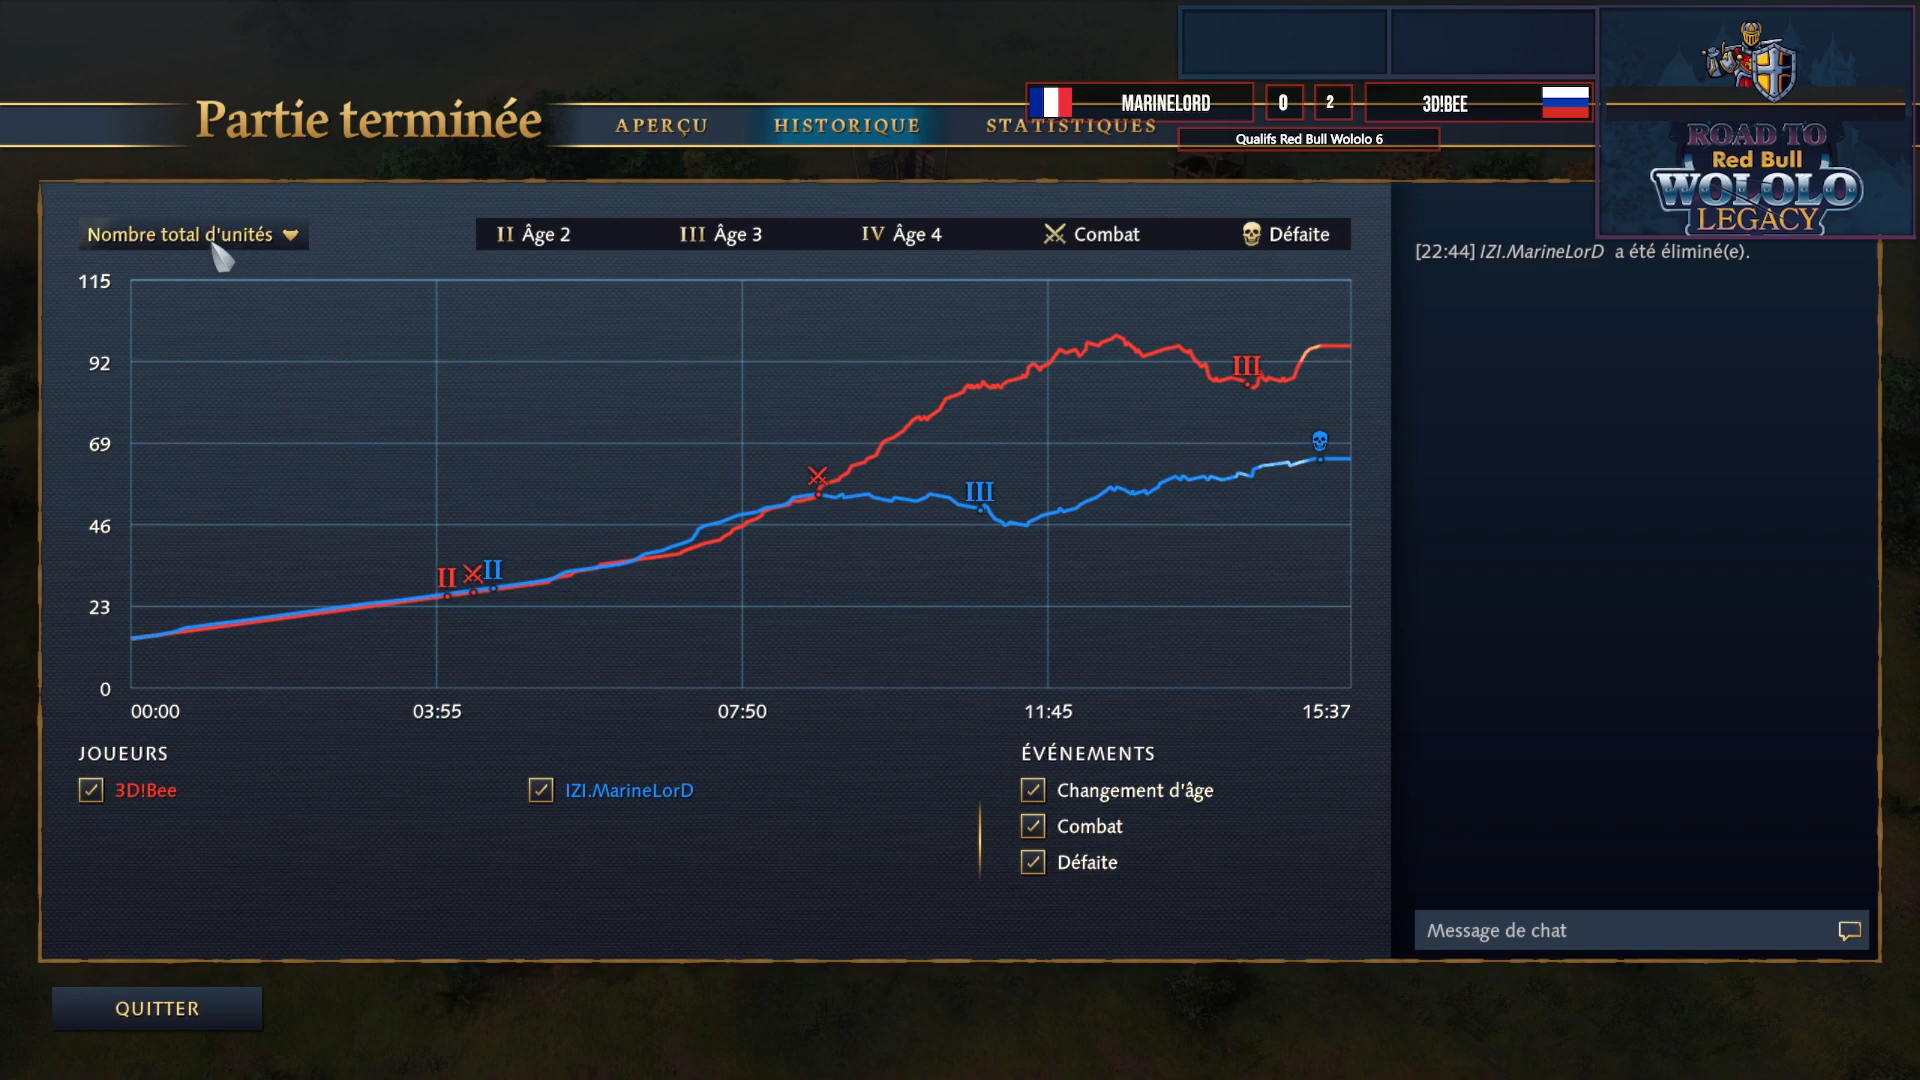 Partie terminée
APERÇU
HISTORIQUE
STATISTIQUES
MARINELORD
0
2
3D!BEE
Qualifs Red Bull Wololo 6
ROAD TO
Red Bull
WOLOLO
LEGACY
Nombre total d'unités
II Âge 2
III Âge 3
IV Âge 4
Combat
Défaite
[22:44] IZI.MarineLorD a été éliminé(e).
115
92
69
46
23
0
II
II
III
III
00:00
03:55
07:50
11:45
15:37
JOUEURS
3D!Bee
IZI.MarineLorD
ÉVÉNEMENTS
Changement d'âge
Combat
Défaite
Message de chat
QUITTER